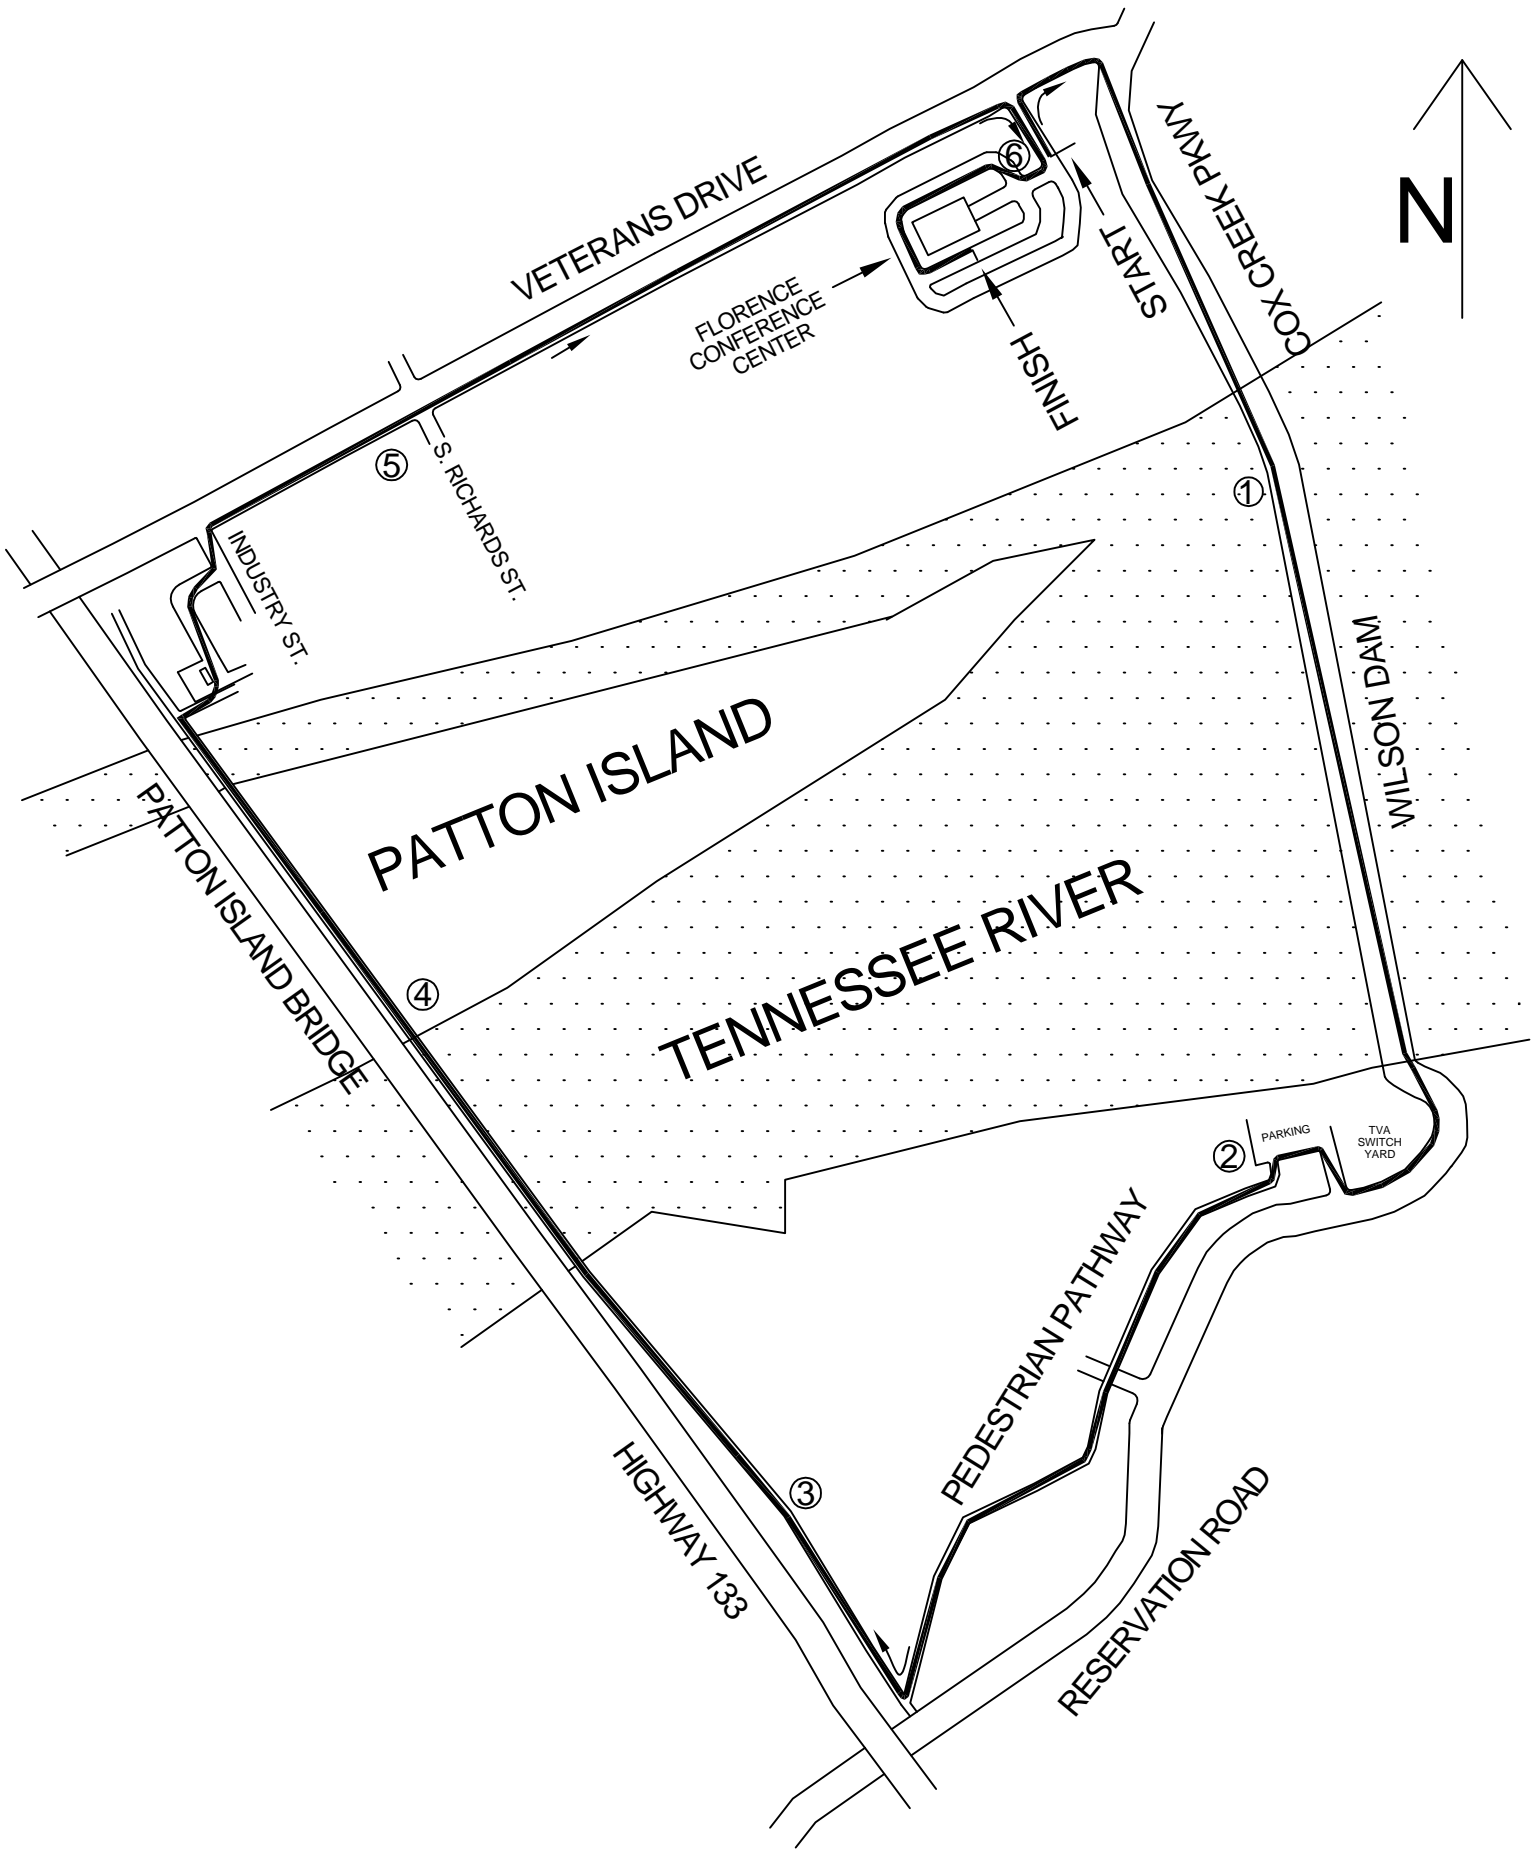 N
COX CREEK PKWY
6
VETERANS DRIVE
START
FLORENCE
CONFERENCE
CENTER
FINISH
5
S. RICHARDS ST.
1
INDUSTRY ST.
WILSON DAM
PATTON ISLAND
PATTON ISLAND BRIDGE
TENNESSEE RIVER
4
PARKING
TVA
SWITCH
YARD
2
PEDESTRIAN PATHWAY
3
HIGHWAY 133
RESERVATION ROAD